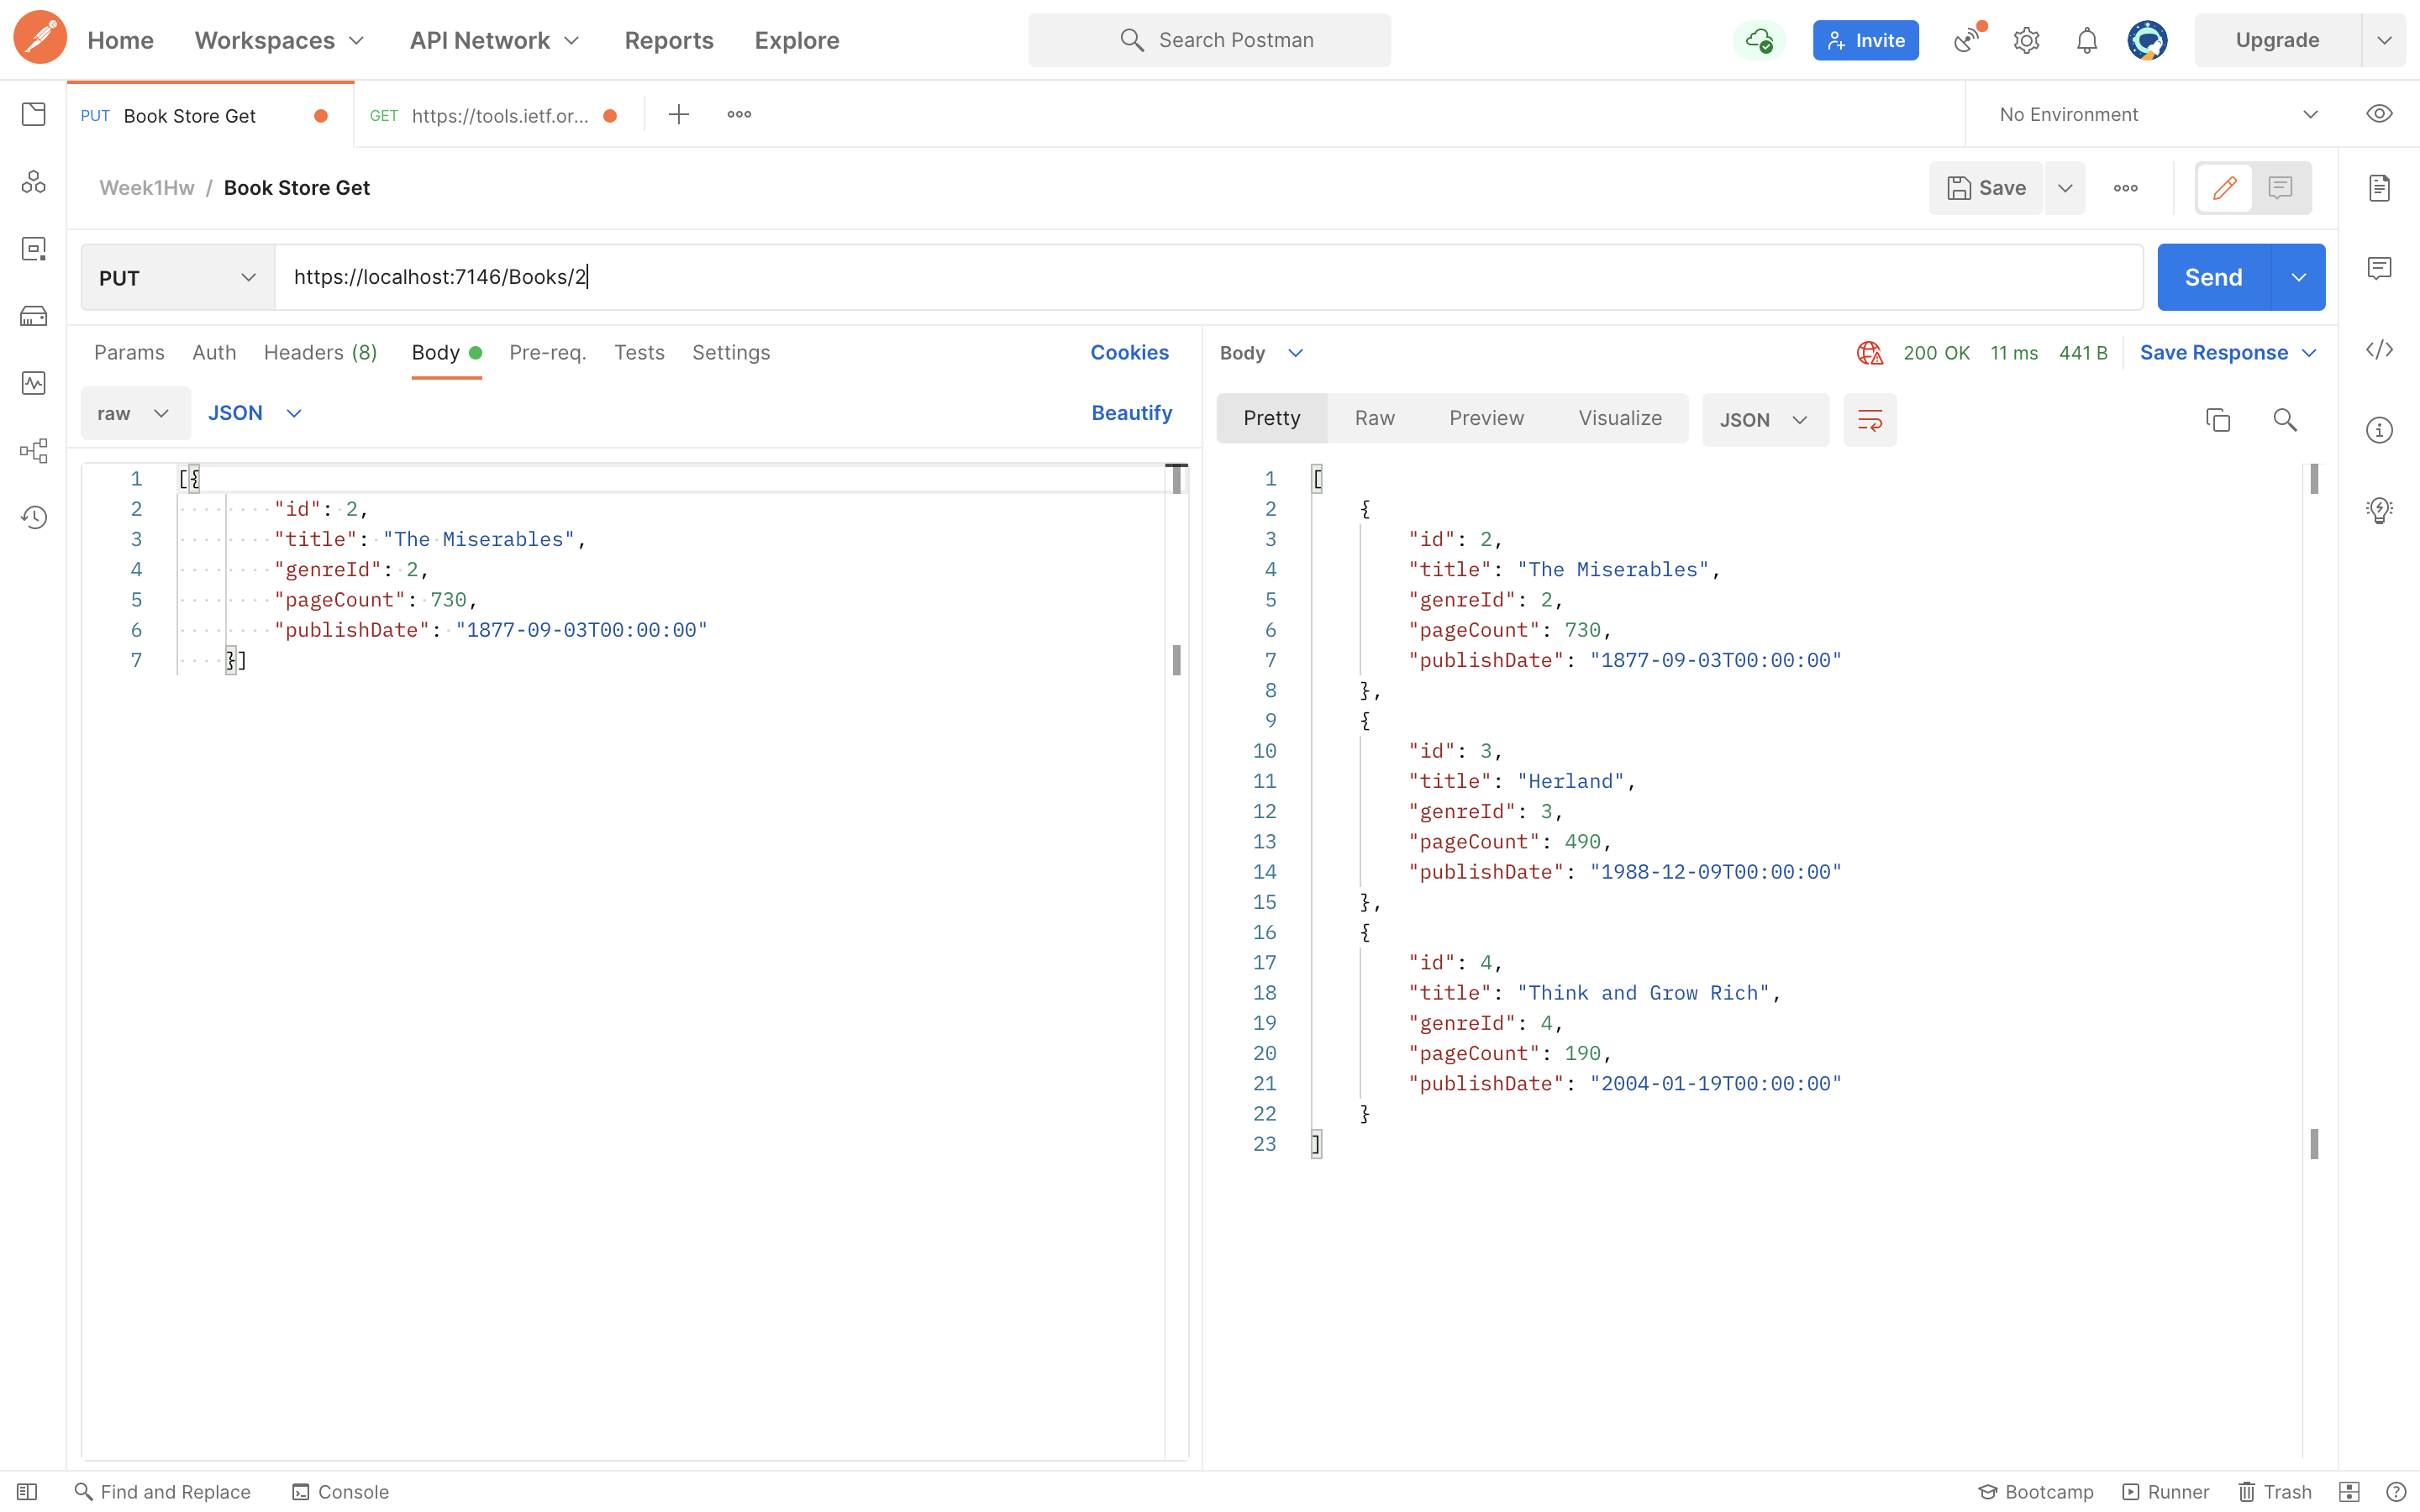 Home Workspaces API Network Reports Explore Search Postman Invite Upgrade
PUT Book Store Get GET https://tools.ietf.or... No Environment
Week1Hw / Book Store Get Save
PUT https://localhost:7146/Books/2 Send
Params Auth Headers (8) Body Pre-req. Tests Settings Cookies
raw JSON Beautify
1 [{
2 "id": 2,
3 "title": "The Miserables",
4 "genreId": 2,
5 "pageCount": 730,
6 "publishDate": "1877-09-03T00:00:00"
7 }]
Body 200 OK 11 ms 441 B Save Response
Pretty Raw Preview Visualize JSON
1 [
2 {
3 "id": 2,
4 "title": "The Miserables",
5 "genreId": 2,
6 "pageCount": 730,
7 "publishDate": "1877-09-03T00:00:00"
8 },
9 {
10 "id": 3,
11 "title": "Herland",
12 "genreId": 3,
13 "pageCount": 490,
14 "publishDate": "1988-12-09T00:00:00"
15 },
16 {
17 "id": 4,
18 "title": "Think and Grow Rich",
19 "genreId": 4,
20 "pageCount": 190,
21 "publishDate": "2004-01-19T00:00:00"
22 }
23 ]
Find and Replace Console Bootcamp Runner Trash